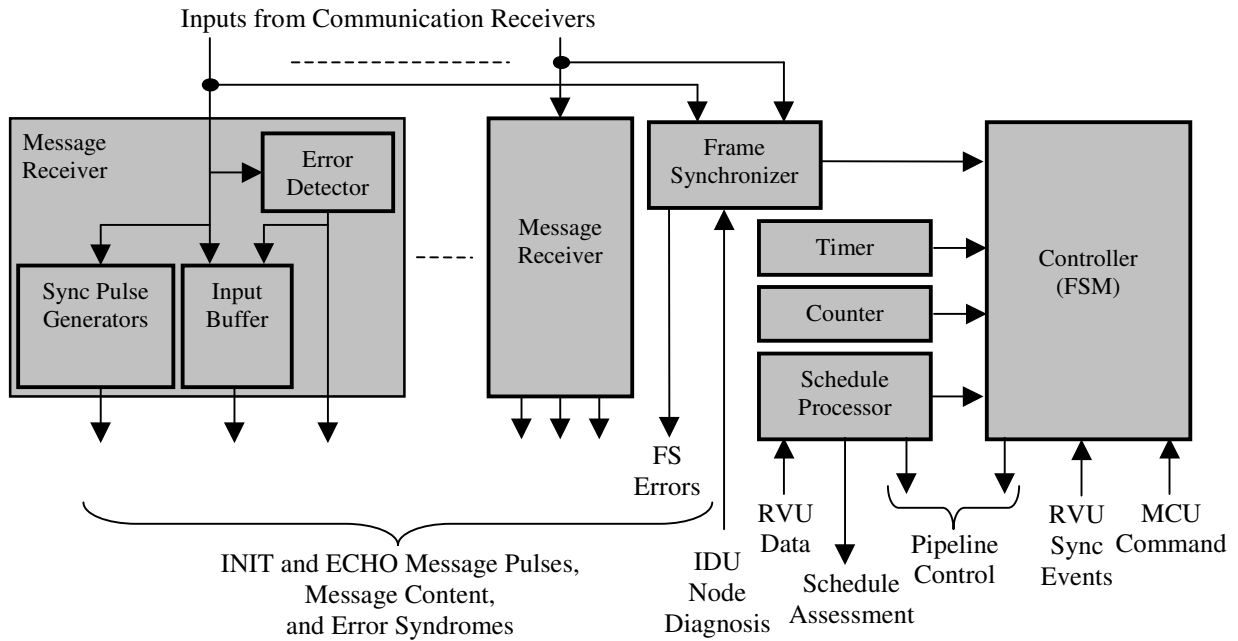 Inputs from Communication Receivers
Message
Receiver
Error
Detector
Sync Pulse
Generators
Input
Buffer
Message
Receiver
Frame
Synchronizer
Timer
Counter
Schedule
Processor
Controller
(FSM)
FS
Errors
RVU
Data
Pipeline
Control
RVU
Sync
Events
MCU
Command
INIT and ECHO Message Pulses,
Message Content,
and Error Syndromes
IDU
Node
Diagnosis
Schedule
Assessment